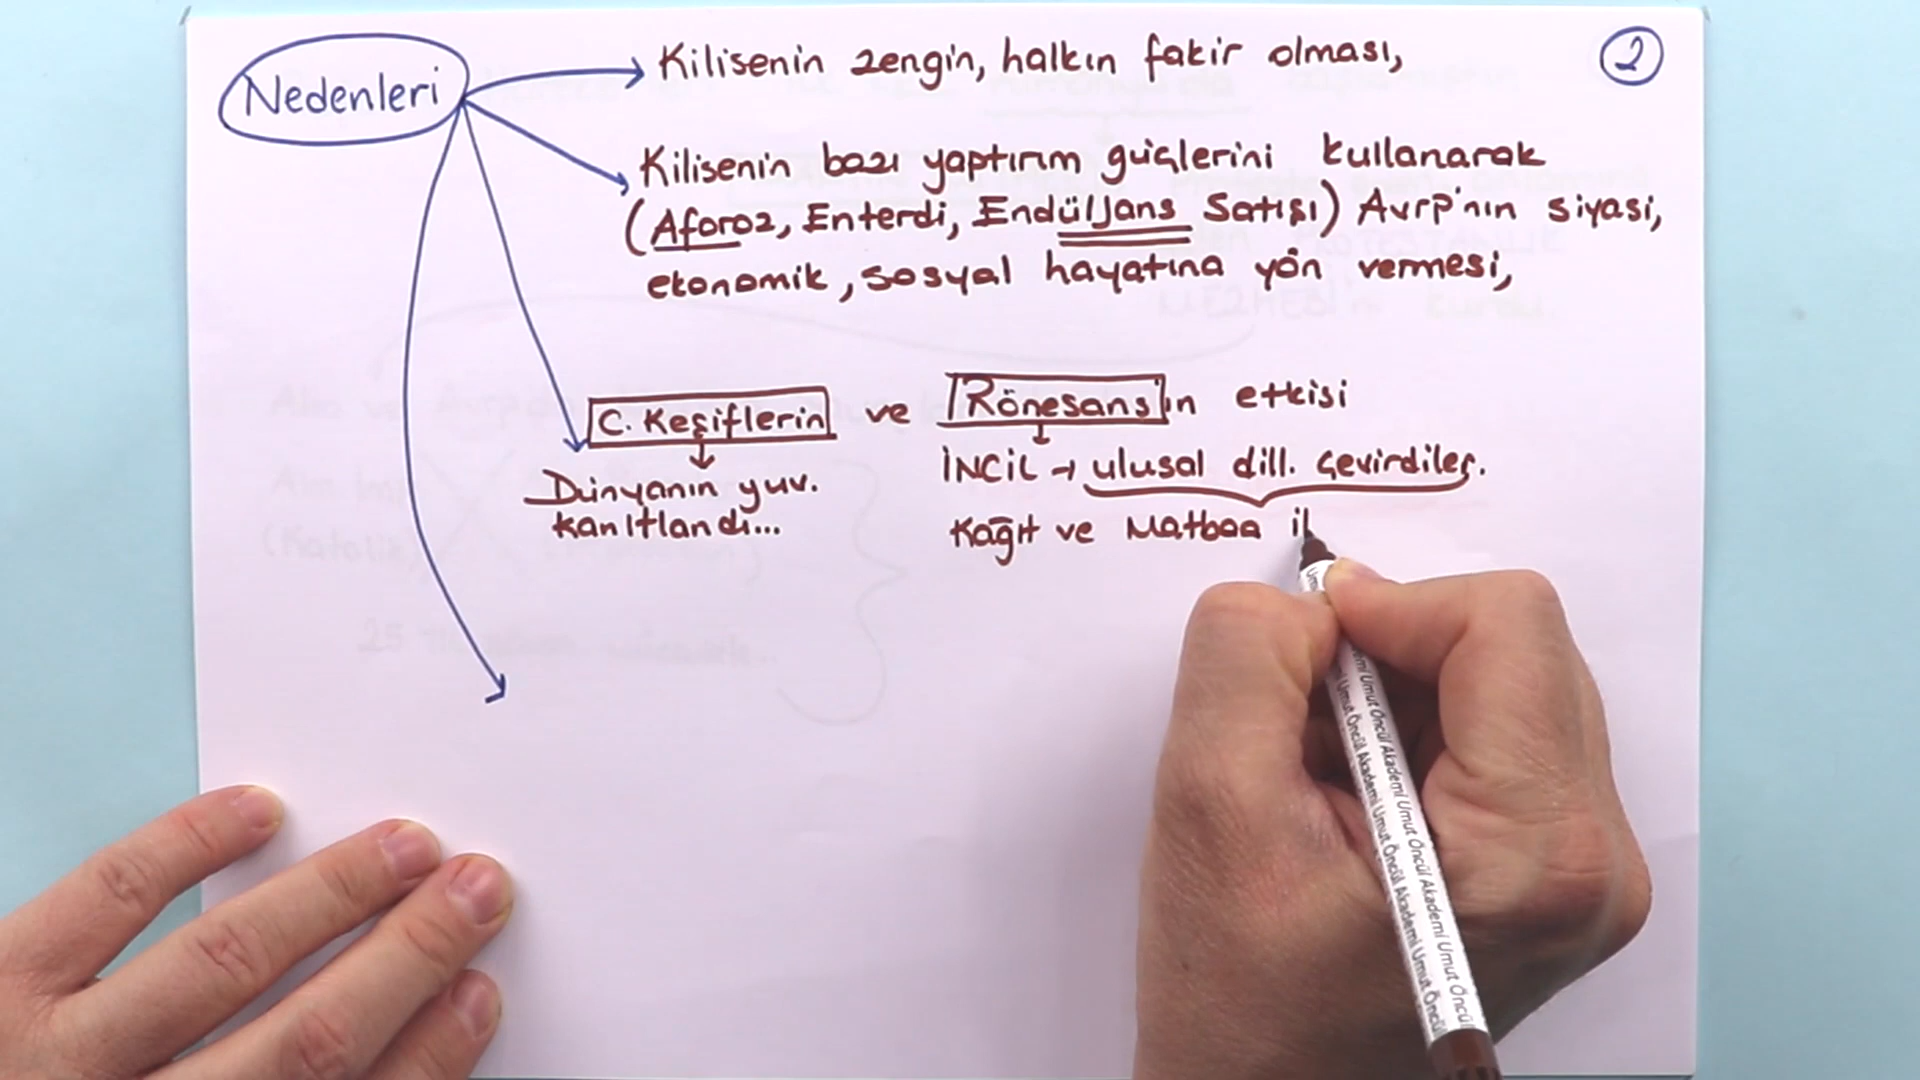 Nedenleri
Kilisenin zengin, halkın fakir olması,
2
Kilisenin bazı yaptırım güçlerini kullanarak
(Aforoz, Enterdi, Endüljans Satışı) Avrp'nın siyasi,
ekonomik, sosyal hayatına yön vermesi,
C. Keşiflerin ve Rönesans'ın etkisi
Dünyanın yuv.
kanıtlandı...
İNCİL → ulusal dill. çevirdiler.
Kağıt ve Matbaa il
Umut Öncül Akademi Umut Öncül Akademi Umut Öncül